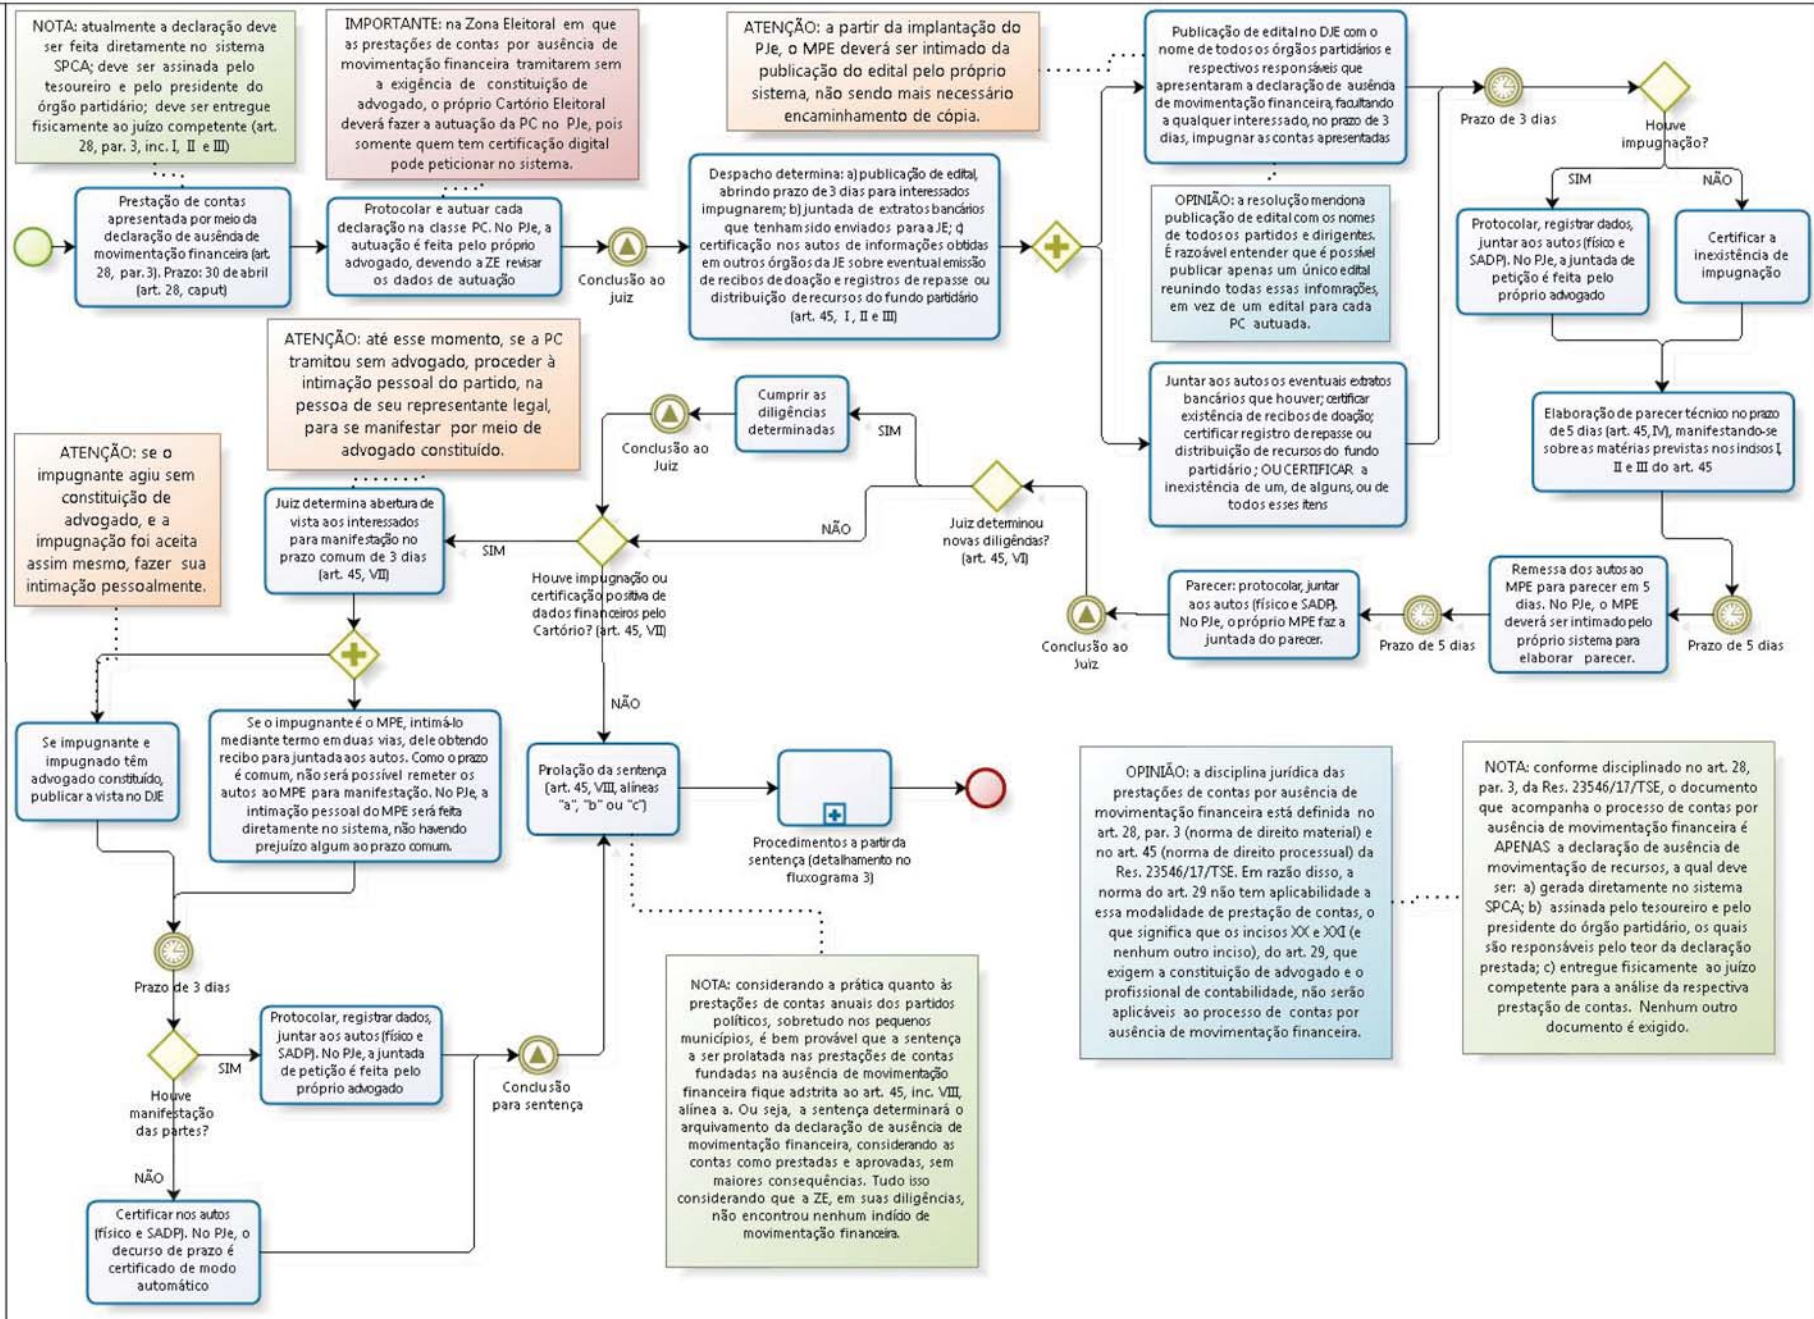 NOTA: atualmente a declaração deve
ser feita diretamente no sistema
SPCA; deve ser assinada pelo
tesoureiro e pelo presidente do
órgão partidário; deve ser entregue
fisicamente ao juízo competente (art.
28, par. 3, inc. I, II e III)
IMPORTANTE: na Zona Eleitoral em que
as prestações de contas por ausência de
movimentação financeira tramitarem sem
a exigência de constituição de
advogado, o próprio Cartório Eleitoral
deverá fazer a autuação da PC no PJe, pois
somente quem tem certificação digital
pode peticionar no sistema.
ATENÇÃO: a partir da implantação do
PJe, o MPE deverá ser intimado da
publicação do edital pelo próprio
sistema, não sendo mais necessário
encaminhamento de cópia.
Publicação de edital no DJE com o
nome de todos os órgãos partidários e
respectivos responsáveis que
apresentaram a declaração de ausência
de movimentação financeira, facultando
a qualquer interessado, no prazo de 3
dias, impugnar as contas apresentadas
Prazo de 3 dias
Houve
impugnação?
SIM
NÃO
Prestação de contas
apresentada por meio da
declaração de ausência de
movimentação financeira (art.
28, par. 3). Prazo: 30 de abril
(art. 28, caput)
Protocolar e autuar cada
declaração na classe PC. No PJe, a
autuação é feita pelo próprio
advogado, devendo a ZE revisar
os dados de autuação
Conclusão ao
juiz
Despacho determina: a) publicação de edital,
abrindo prazo de 3 dias para interessados
impugnarem; b) juntada de extratos bancários
que tenham sido enviados para a JE; c)
certificação nos autos de informações obtidas
em outros órgãos da JE sobre eventual emissão
de recibos de doação e registros de repasse ou
distribuição de recursos do fundo partidário
(art. 45, I, II e III)
OPINIÃO: a resolução menciona
publicação de edital com os nomes
de todos os partidos e dirigentes.
É razoável entender que é possível
publicar apenas um único edital
reunindo todas essas infomrações,
em vez de um edital para cada
PC autuada.
Protocolar, registrar dados,
juntar aos autos (físico e
SADP). No PJe, a juntada
de petição é feita pelo
próprio advogado
Certificar a
inexistência de
impugnação
ATENÇÃO: até esse momento, se a PC
tramitou sem advogado, proceder à
intimação pessoal do partido, na
pessoa de seu representante legal,
para se manifestar por meio de
advogado constituído.
Conclusão ao
Juiz
Cumprir as
diligências
determinadas
SIM
Juntar aos autos os eventuais extratos
bancários que houver; certificar
existência de recibos de doação;
certificar registro de repasse ou
distribuição de recursos do fundo
partidário; OU CERTIFICAR a
inexistência de um, de alguns, ou de
todos esses itens
Elaboração de parecer técnico no prazo
de 5 dias (art. 45, IV), manifestando-se
sobre as matérias previstas nos incisos I,
II e III do art. 45
ATENÇÃO: se o
impugnante agiu sem
constituição de
advogado, e a
impugnação foi aceita
assim mesmo, fazer sua
intimação pessoalmente.
Juiz determina abertura de
vista aos interessados
para manifestação no
prazo comum de 3 dias
(art. 45, VII)
SIM
Houve impugnação ou
certificação positiva de
dados financeiros pelo
Cartório? (art. 45, VII)
NÃO
NÃO
Juiz determinou
novas diligências?
(art. 45, VI)
Conclusão ao
Juiz
Parecer: protocolar, juntar
aos autos (físico e SADP).
No PJe, o próprio MPE faz a
juntada do parecer.
Prazo de 5 dias
Remessa dos autos ao
MPE para parecer em 5
dias. No PJe, o MPE
deverá ser intimado pelo
próprio sistema para
elaborar parecer.
Prazo de 5 dias
Se impugnante e
impugnado têm
advogado constituído,
publicar a vista no DJE
Se o impugnante é o MPE, intimá-lo
mediante termo em duas vias, dele obtendo
recibo para juntada aos autos. Como o prazo
é comum, não será possível remeter os
autos ao MPE para manifestação. No PJe, a
intimação pessoal do MPE será feita
diretamente no sistema, não havendo
prejuízo algum ao prazo comum.
Prolação da sentença
(art. 45, VIII, alíneas
"a", "b" ou "c")
Procedimentos a partir da
sentença (detalhamento no
fluxograma 3)
OPINIÃO: a disciplina jurídica das
prestações de contas por ausência de
movimentação financeira está definida no
art. 28, par. 3 (norma de direito material) e
no art. 45 (norma de direito processual) da
Res. 23546/17/TSE. Em razão disso, a
norma do art. 29 não tem aplicabilidade a
essa modalidade de prestação de contas, o
que significa que os incisos XX e XXI (e
nenhum outro inciso), do art. 29, que
exigem a constituição de advogado e o
profissional de contabilidade, não serão
aplicáveis ao processo de contas por
ausência de movimentação financeira.
NOTA: conforme disciplinado no art. 28,
par. 3, da Res. 23546/17/TSE, o documento
que acompanha o processo de contas por
ausência de movimentação financeira é
APENAS a declaração de ausência de
movimentação de recursos, a qual deve
ser: a) gerada diretamente no sistema
SPCA; b) assinada pelo tesoureiro e pelo
presidente do órgão partidário, os quais
são responsáveis pelo teor da declaração
prestada; c) entregue fisicamente ao juízo
competente para a análise da respectiva
prestação de contas. Nenhum outro
documento é exigido.
Prazo de 3 dias
Houve
manifestação
das partes?
SIM
NÃO
Protocolar, registrar dados,
juntar aos autos (físico e
SADP). No PJe, a juntada
de petição é feita pelo
próprio advogado
Conclusão
para sentença
NOTA: considerando a prática quanto às
prestações de contas anuais dos partidos
políticos, sobretudo nos pequenos
municípios, é bem provável que a sentença
a ser prolatada nas prestações de contas
fundadas na ausência de movimentação
financeira fique adstrita ao art. 45, inc. VIII,
alínea a. Ou seja, a sentença determinará o
arquivamento da declaração de ausência de
movimentação financeira, considerando as
contas como prestadas e aprovadas, sem
maiores consequências. Tudo isso
considerando que a ZE, em suas diligências,
não encontrou nenhum indício de
movimentação financeira.
Certificar nos autos
(físico e SADP). No PJe, o
decurso de prazo é
certificado de modo
automático